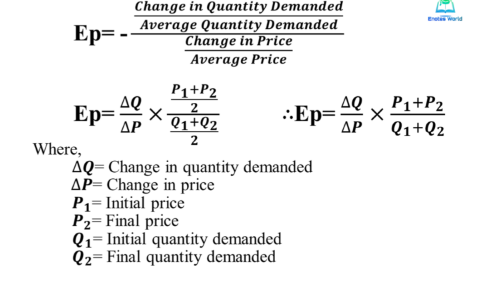 Enotes World
Ep= - Change in Quantity Demanded / Average Quantity Demanded / Change in Price / Average Price
Ep= ΔQ/ΔP × (P₁+P₂)/2 / (Q₁+Q₂)/2 ∴Ep= ΔQ/ΔP × P₁+P₂/Q₁+Q₂
Where,
ΔQ= Change in quantity demanded
ΔP= Change in price
P₁= Initial price
P₂= Final price
Q₁= Initial quantity demanded
Q₂= Final quantity demanded